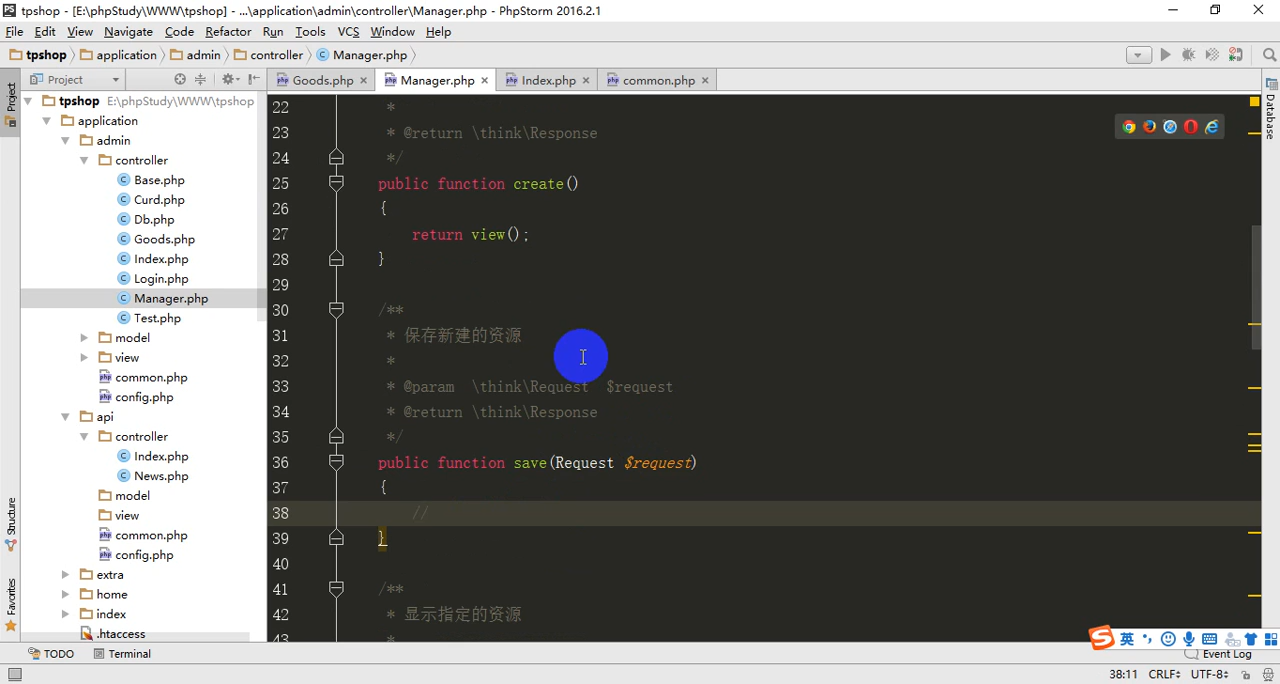 PS tpshop - [E:\phpStudy\WWW\tpshop] - ...\application\admin\controller\Manager.php - PhpStorm 2016.2.1
File Edit View Navigate Code Refactor Run Tools VCS Window Help
tpshop application admin controller Manager.php
Project
Goods.php Manager.php Index.php common.php
1: Project
Database
tpshop E:\phpStudy\WWW\tpshop
application
admin
controller
Base.php
Curd.php
Db.php
Goods.php
Index.php
Login.php
Manager.php
Test.php
model
view
common.php
config.php
api
controller
Index.php
News.php
model
view
common.php
config.php
extra
home
index
.htaccess
Structure
Favorites
22 *
23 * @return \think\Response
24 */
25 public function create()
26 {
27 return view();
28 }
29
30 /**
31 * 保存新建的资源
32 *
33 * @param \think\Request $request
34 * @return \think\Response
35 */
36 public function save(Request $request)
37 {
38 //
39 }
40
41 /**
42 * 显示指定的资源
43 *
英
TODO Terminal Event Log
38:11 CRLF UTF-8